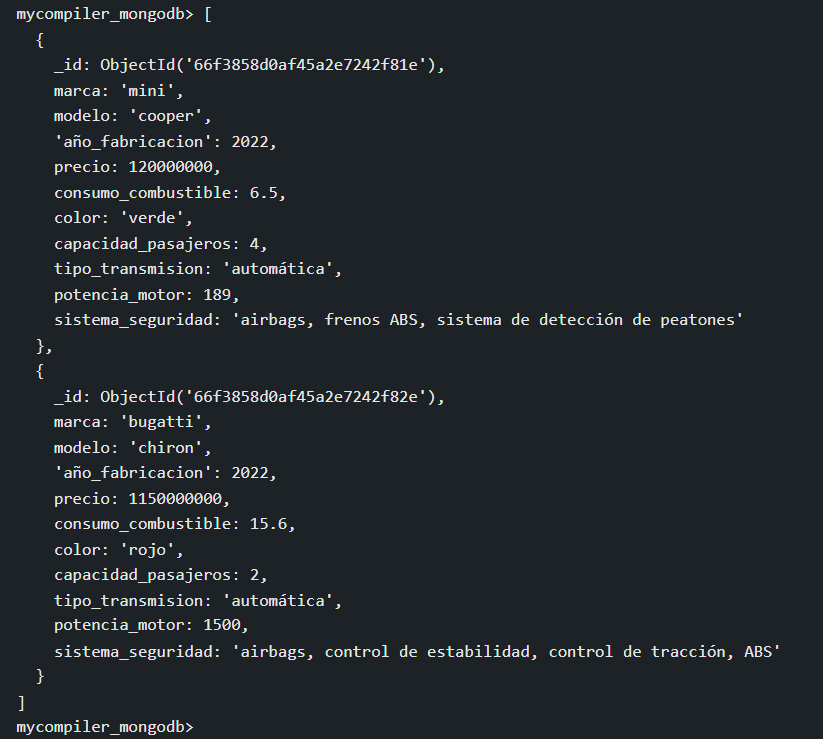 mycompiler_mongodb> [
  {
    _id: ObjectId('66f3858d0af45a2e7242f81e'),
    marca: 'mini',
    modelo: 'cooper',
    'año_fabricacion': 2022,
    precio: 120000000,
    consumo_combustible: 6.5,
    color: 'verde',
    capacidad_pasajeros: 4,
    tipo_transmision: 'automática',
    potencia_motor: 189,
    sistema_seguridad: 'airbags, frenos ABS, sistema de detección de peatones'
  },
  {
    _id: ObjectId('66f3858d0af45a2e7242f82e'),
    marca: 'bugatti',
    modelo: 'chiron',
    'año_fabricacion': 2022,
    precio: 1150000000,
    consumo_combustible: 15.6,
    color: 'rojo',
    capacidad_pasajeros: 2,
    tipo_transmision: 'automática',
    potencia_motor: 1500,
    sistema_seguridad: 'airbags, control de estabilidad, control de tracción, ABS'
  }
]
mycompiler_mongodb>